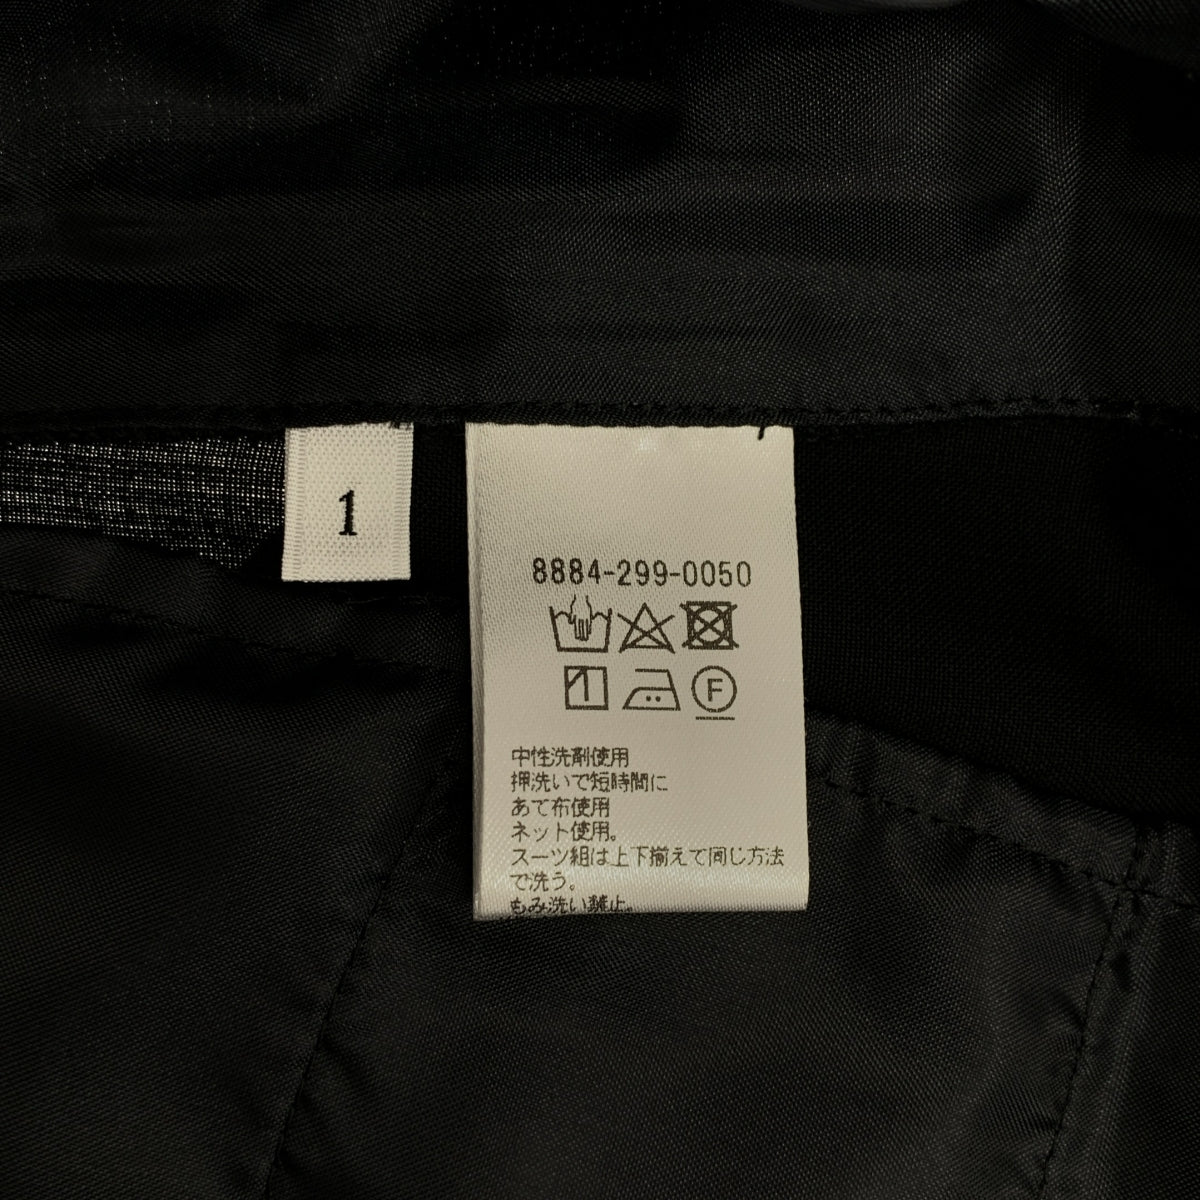 1
8884-299-0050
F
中性洗剤使用
押洗いで短時間に
あて布使用
ネット使用。
スーツ組は上下揃えて同じ方法
で洗う。
もみ洗い禁止。